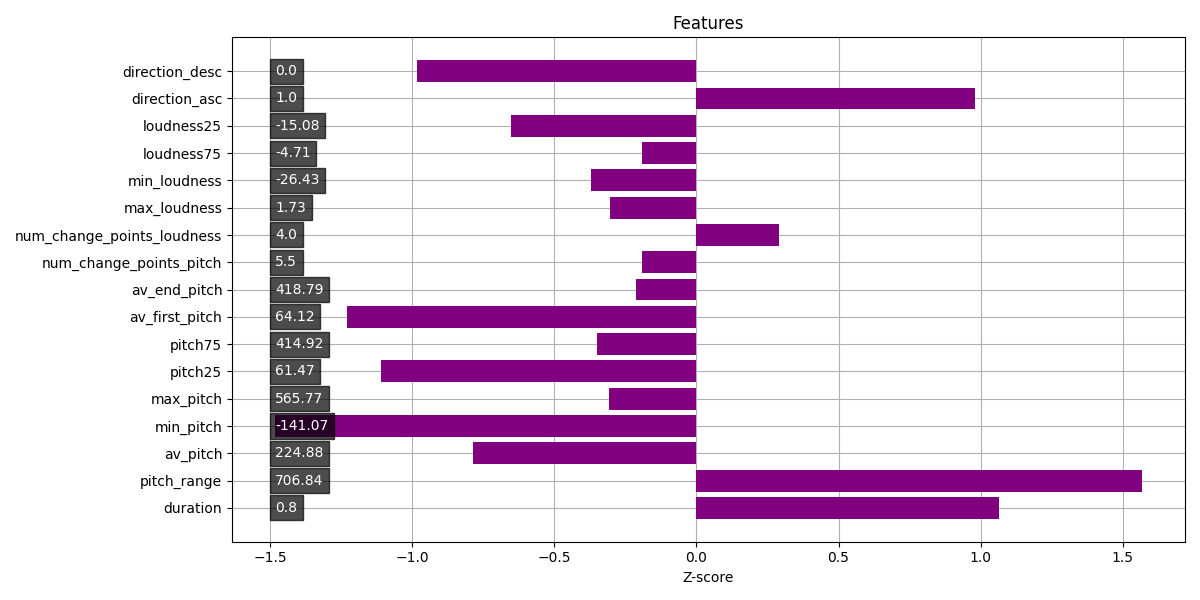 Features
direction_desc 0.0
direction_asc 1.0
loudness25 -15.08
loudness75 -4.71
min_loudness -26.43
max_loudness 1.73
num_change_points_loudness 4.0
num_change_points_pitch 5.5
av_end_pitch 418.79
av_first_pitch 64.12
pitch75 414.92
pitch25 61.47
max_pitch 565.77
min_pitch -141.07
av_pitch 224.88
pitch_range 706.84
duration 0.8
−1.5 −1.0 −0.5 0.0 0.5 1.0 1.5
Z-score